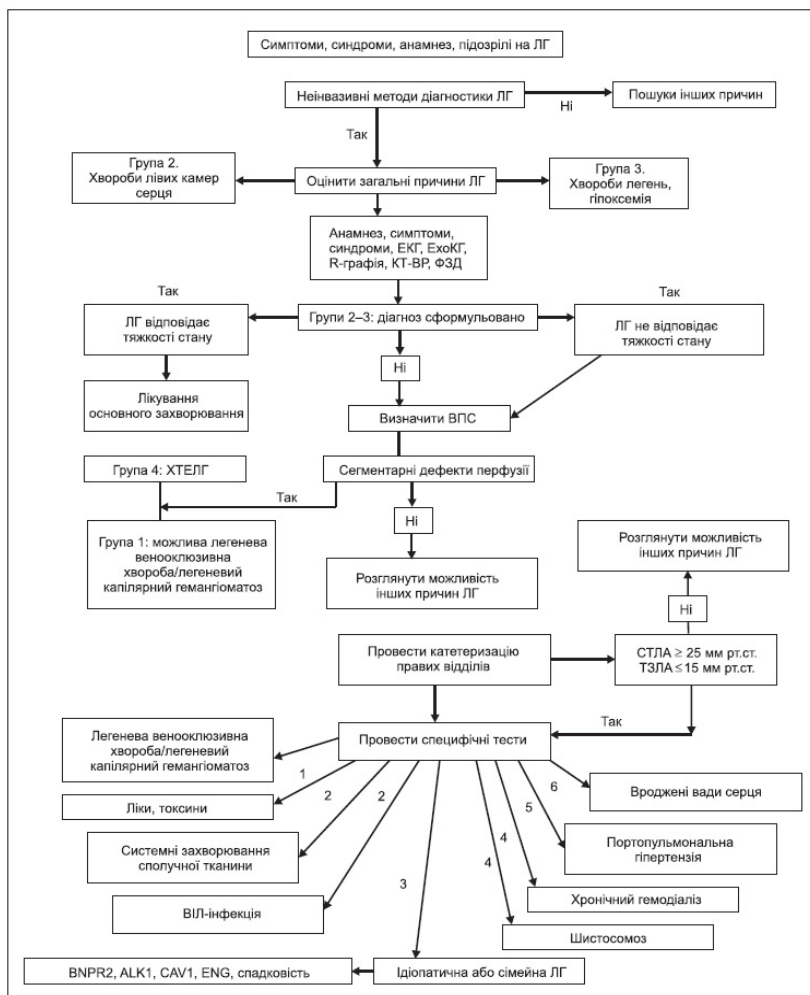 Симптоми, синдроми, анамнез, підозрілі на ЛГ
Неінвазивні методи діагностики ЛГ
Ні
Пошуки інших причин
Так
Група 2.
Хвороби лівих камер
серця
Оцінити загальні причини ЛГ
Група 3.
Хвороби легень,
гіпоксемія
Анамнез, симптоми,
синдроми, ЕКГ, ЕхоКГ,
R-графія, КТ-ВР, ФЗД
Так
Так
ЛГ відповідає
тяжкості стану
Групи 2–3: діагноз сформульовано
ЛГ не відповідає
тяжкості стану
Ні
Лікування
основного захворювання
Визначити ВПС
Група 4: ХТЕЛГ
Сегментарні дефекти перфузії
Так
Ні
Група 1: можлива легенева
венооклюзивна
хвороба/легеневий
капілярний гемангіоматоз
Розглянути можливість
інших причин ЛГ
Розглянути можливість
інших причин ЛГ
Ні
Провести катетеризацію
правих відділів
СТЛА ≥ 25 мм рт.ст.
ТЗЛА ≤ 15 мм рт.ст.
Так
Легенева венооклюзивна
хвороба/легеневий
капілярний гемангіоматоз
Провести специфічні тести
1
2
2
3
4
4
5
6
Вроджені вади серця
Ліки, токсини
Портопульмональна
гіпертензія
Системні захворювання
сполучної тканини
Хронічний гемодіаліз
ВІЛ-інфекція
Шистосомоз
BNPR2, ALK1, CAV1, ENG, спадковість
Ідіопатична або сімейна ЛГ